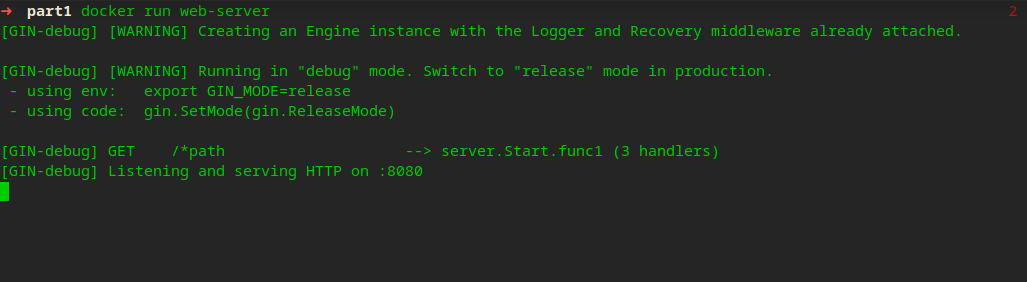 ➜  part1 docker run web-server 2
[GIN-debug] [WARNING] Creating an Engine instance with the Logger and Recovery middleware already attached.
[GIN-debug] [WARNING] Running in "debug" mode. Switch to "release" mode in production.
 - using env:   export GIN_MODE=release
 - using code:  gin.SetMode(gin.ReleaseMode)
[GIN-debug] GET    /*path                    --> server.Start.func1 (3 handlers)
[GIN-debug] Listening and serving HTTP on :8080